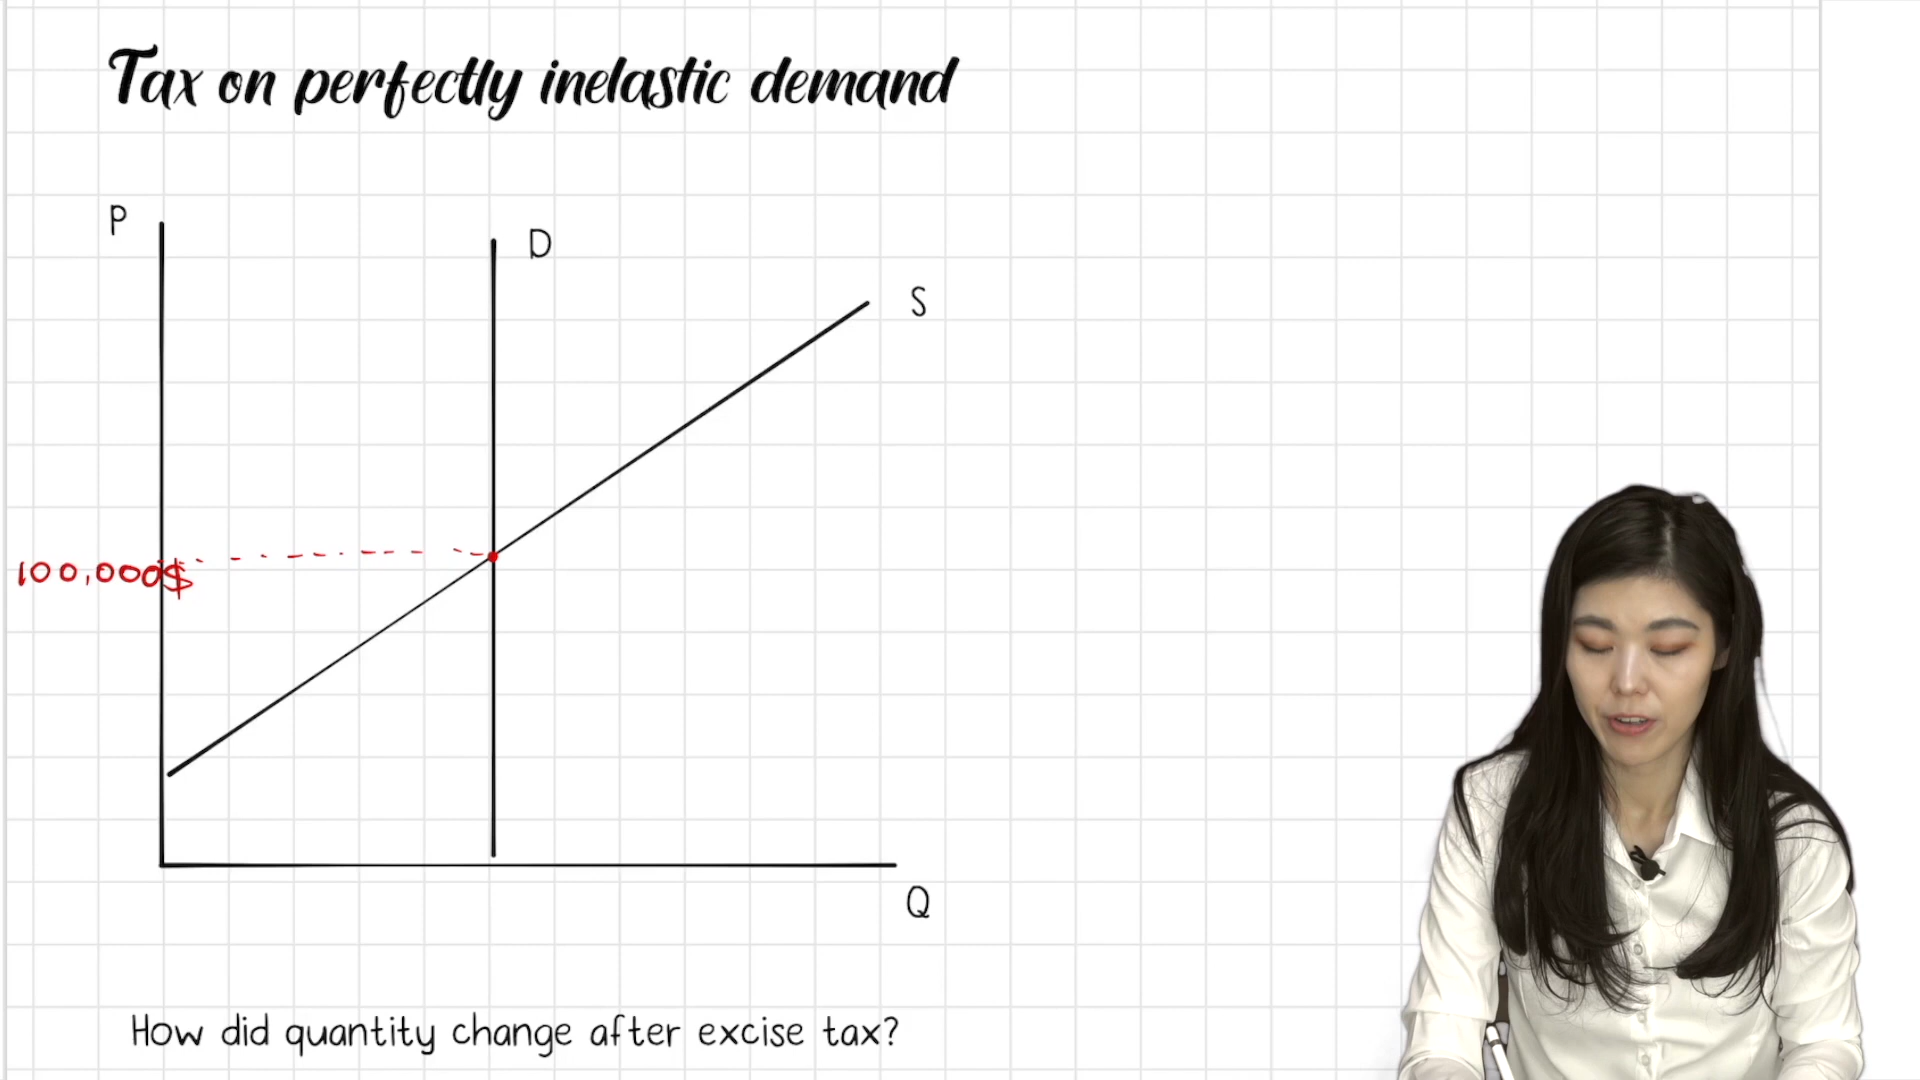 Tax on perfectly inelastic demand
P
D
S
100,000$
Q
How did quantity change after excise tax?